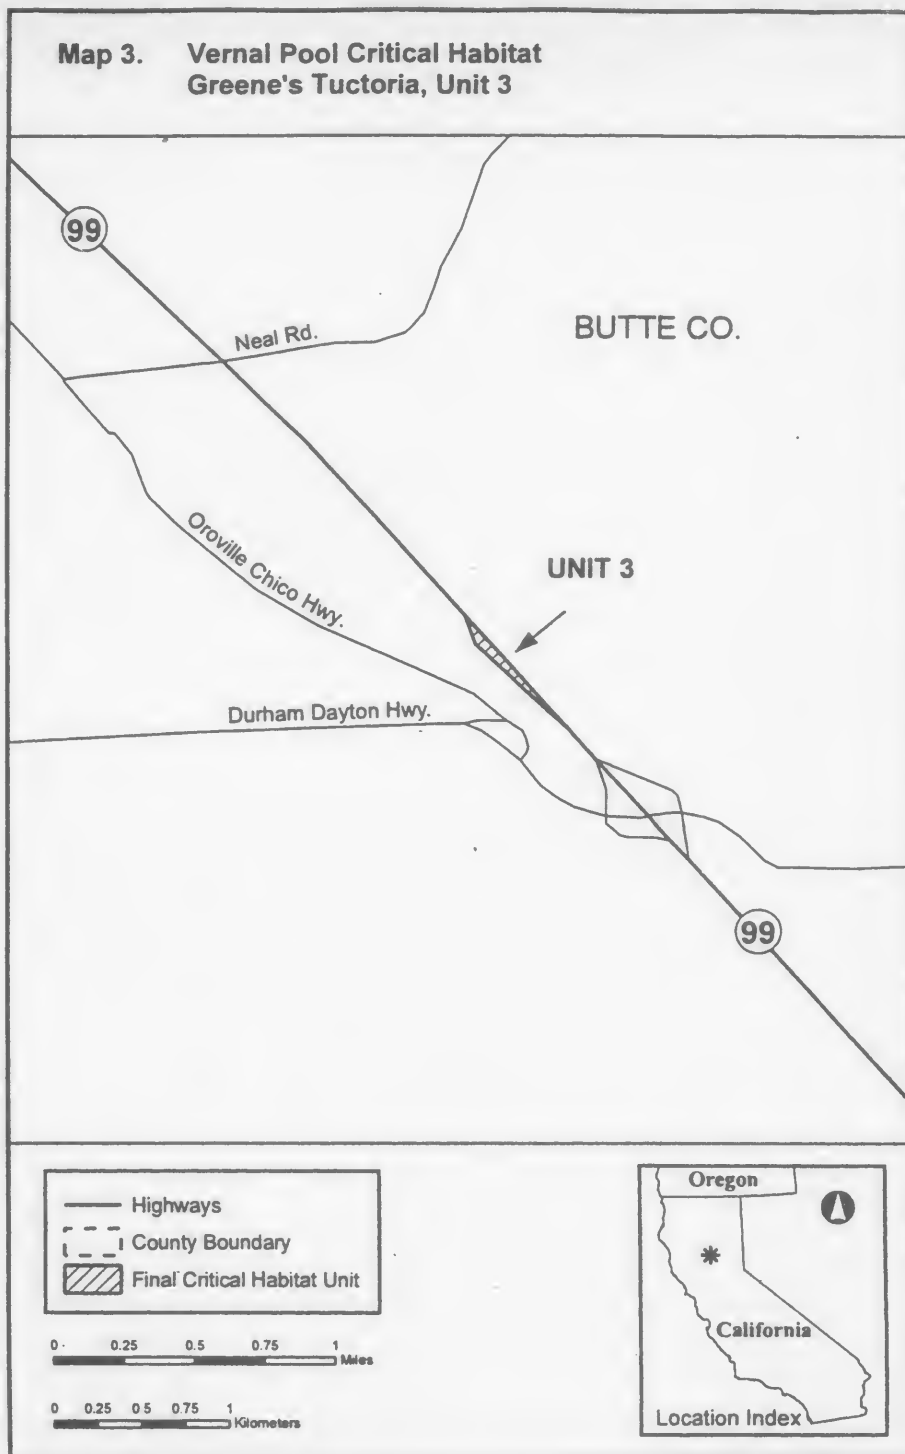 Map 3. Vernal Pool Critical Habitat
Greene's Tuctoria, Unit 3
99
Neal Rd.
BUTTE CO.
Oroville Chico Hwy.
UNIT 3
Durham Dayton Hwy.
99
Highways
County Boundary
Final Critical Habitat Unit
0 0.25 0.5 0.75 1
Miles
0 0.25 0 5 0.75 1
Kilometers
Oregon
California
Location Index